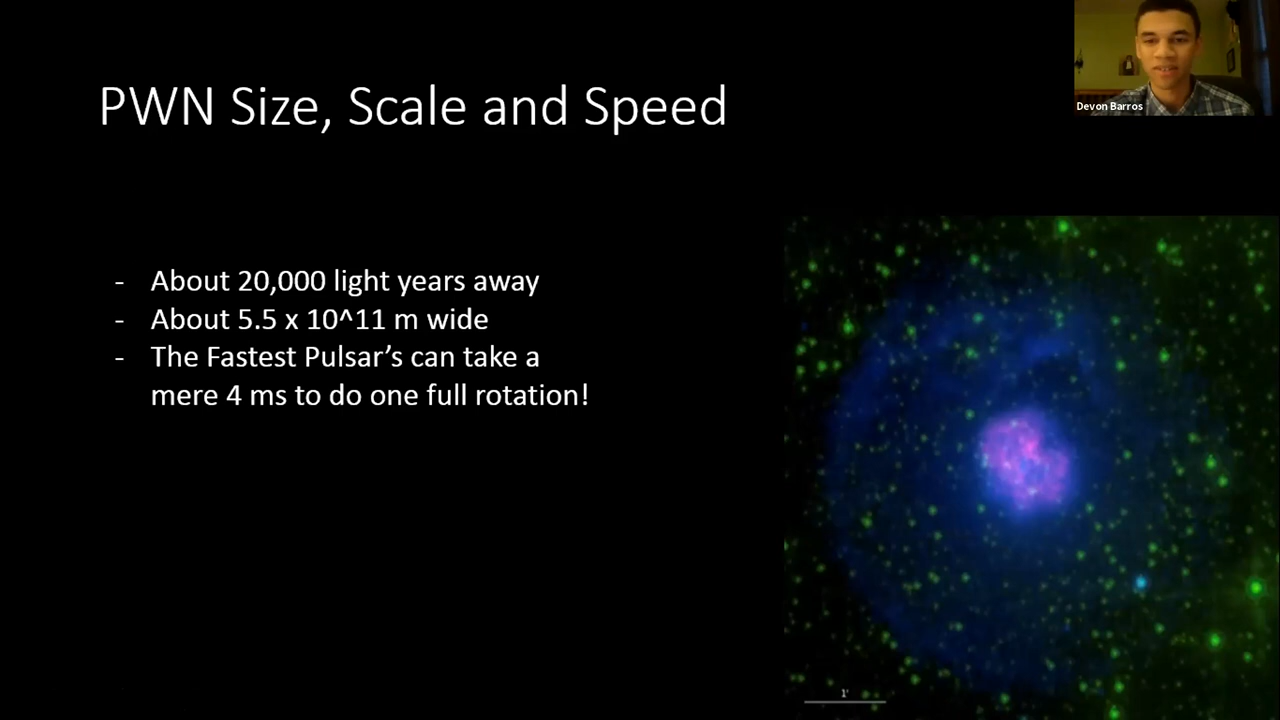 PWN Size, Scale and Speed
Devon Barros
- About 20,000 light years away
- About 5.5 x 10^11 m wide
- The Fastest Pulsar's can take a
mere 4 ms to do one full rotation!
1'